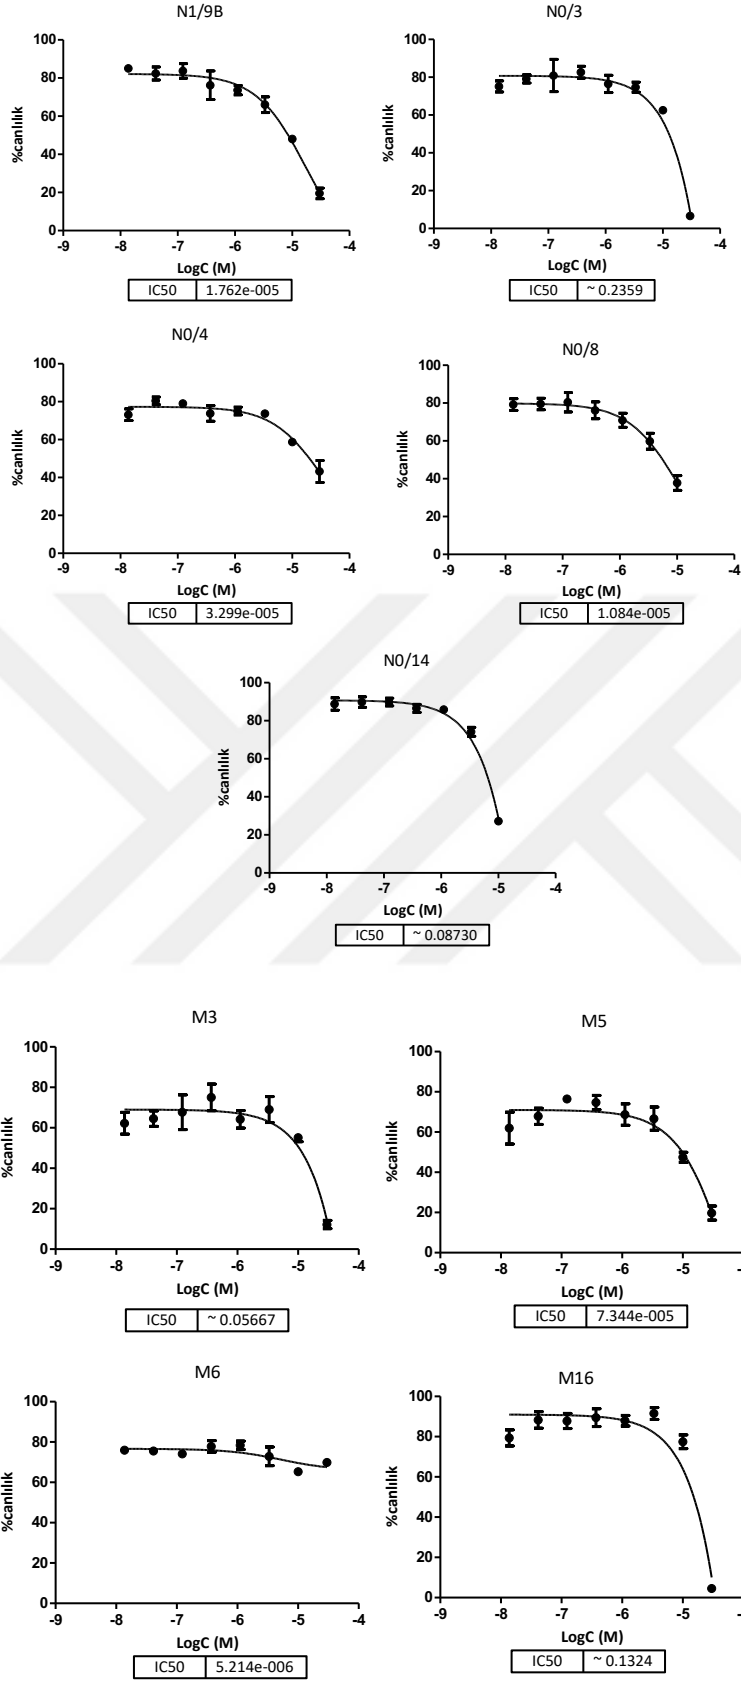 N1/9B
100
80
60
40
20
0
%canlılık
-9 -8 -7 -6 -5 -4
LogC (M)
IC50 1.762e-005
N0/3
100
80
60
40
20
0
%canlılık
-9 -8 -7 -6 -5 -4
LogC (M)
IC50 ~ 0.2359
N0/4
100
80
60
40
20
0
%canlılık
-9 -8 -7 -6 -5 -4
LogC (M)
IC50 3.299e-005
N0/8
100
80
60
40
20
0
%canlılık
-9 -8 -7 -6 -5 -4
LogC (M)
IC50 1.084e-005
N0/14
100
80
60
40
20
0
%canlılık
-9 -8 -7 -6 -5 -4
LogC (M)
IC50 ~ 0.08730
M3
100
80
60
40
20
0
%canlılık
-9 -8 -7 -6 -5 -4
LogC (M)
IC50 ~ 0.05667
M5
100
80
60
40
20
0
%canlılık
-9 -8 -7 -6 -5
LogC (M)
IC50 7.344e-005
M6
100
80
60
40
20
0
%canlılık
-9 -8 -7 -6 -5 -4
LogC (M)
IC50 5.214e-006
M16
100
80
60
40
20
0
%canlılık
-9 -8 -7 -6 -5
LogC (M)
IC50 ~ 0.1324